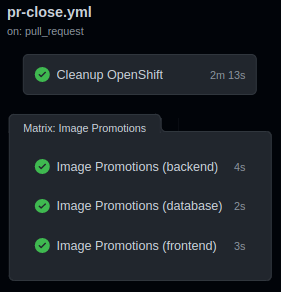 pr-close.yml
on: pull_request
Cleanup OpenShift 2m 13s
Matrix: Image Promotions
Image Promotions (backend) 4s
Image Promotions (database) 2s
Image Promotions (frontend) 3s